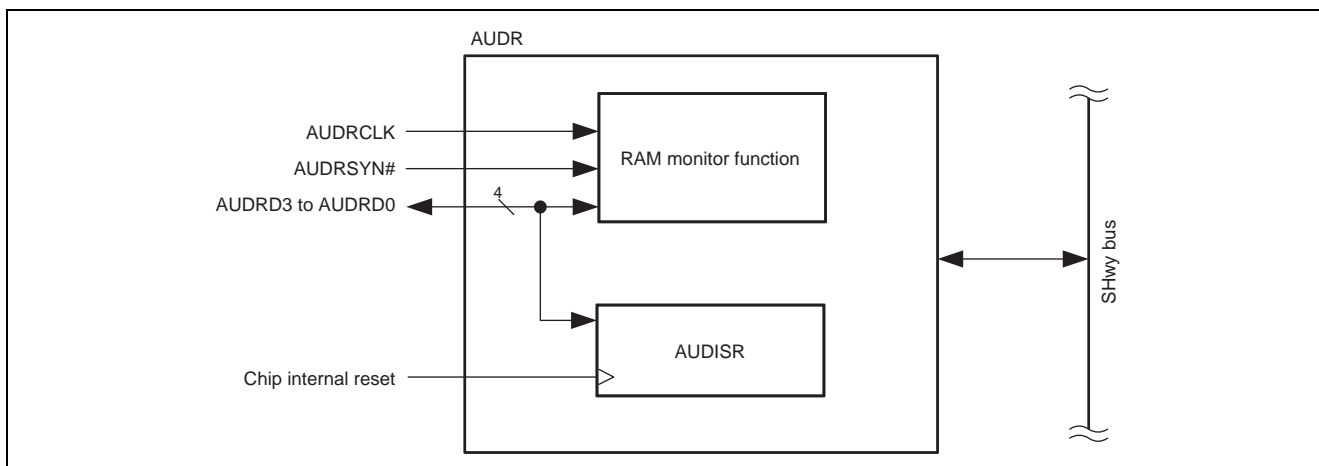 AUDR
AUDRCLK
RAM monitor function
AUDRSYN#
4
AUDRD3 to AUDRD0
SHwy bus
AUDISR
Chip internal reset